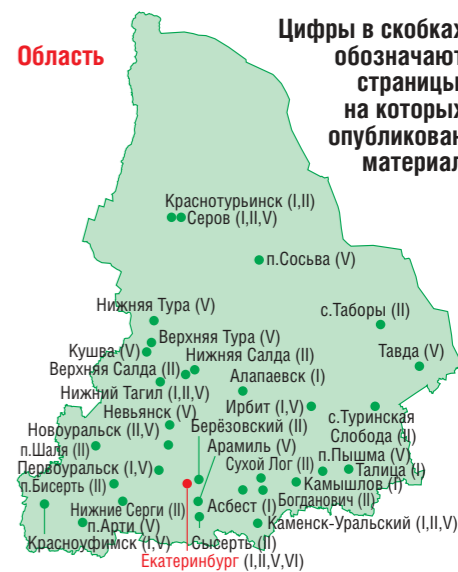 Область
Цифры в скобках
обозначают
страницы
на которых
опубликован
материал
Краснотурьинск (I,II)
Серов (I,II,V)
п.Сосьва (V)
Нижняя Тура (V)
с.Таборы (II)
Верхняя Тура (V)
Кушва (V)
Нижняя Салда (II)
Тавда (V)
Верхняя Салда (II)
Алапаевск (I)
Нижний Тагил (I,II,V)
Ирбит (I,V)
с.Туринская
Слобода (II)
Невьянск (V)
Берёзовский (II)
Новоуральск (II,V)
Арамиль (V)
п.Шаля (II)
Сухой Лог (II)
п.Пышма (V)
Первоуральск (I,V)
Талица (I)
п.Бисерть (II)
Камышлов (I)
Асбест (I)
Богданович (II)
Нижние Серги (II)
п.Арти (V)
Каменск-Уральский (I,II,V)
Красноуфимск (I,V)
Сысерть (II)
Екатеринбург (I,II,V,VI)